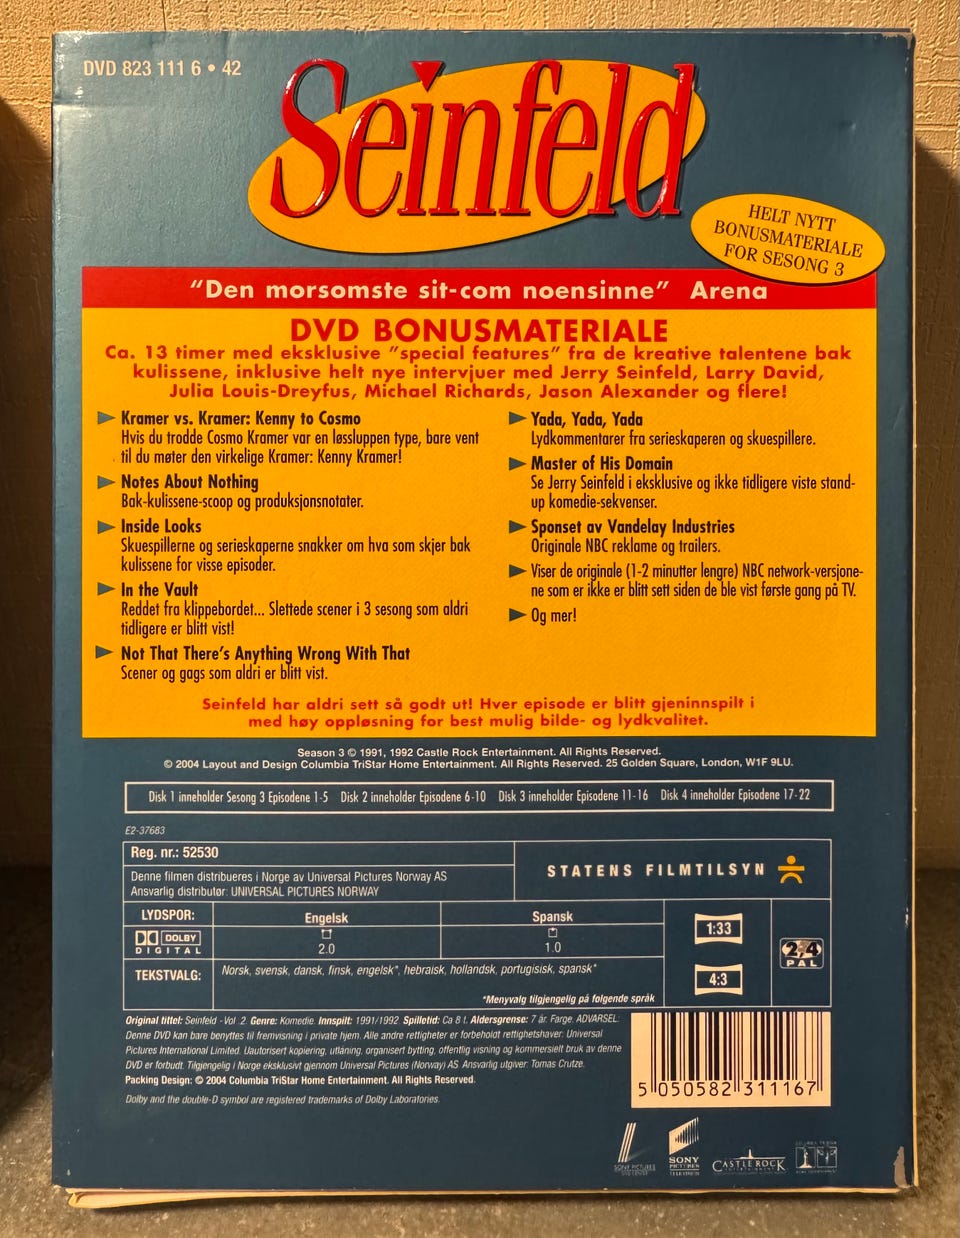 DVD 823 111 6 • 42
Seinfeld
HELT NYTT
BONUSMATERIALE
FOR SESONG 3
"Den morsomste sit-com noensinne" Arena
DVD BONUSMATERIALE
Ca. 13 timer med eksklusive "special features" fra de kreative talentene bak
kulissene, inklusive helt nye intervjuer med Jerry Seinfeld, Larry David,
Julia Louis-Dreyfus, Michael Richards, Jason Alexander og flere!
Kramer vs. Kramer: Kenny to Cosmo
Hvis du trodde Cosmo Kramer var en løssluppen type, bare vent
til du møter den virkelige Kramer: Kenny Kramer!
Notes About Nothing
Bak-kulissene-scoop og produksjonsnotater.
Inside Looks
Skuespillerne og serieskaperne snakker om hva som skjer bak
kulissene for visse episoder.
In the Vault
Reddet fra klippebordet... Slettede scener i 3 sesong som aldri
tidligere er blitt vist!
Not That There's Anything Wrong With That
Scener og gags som aldri er blitt vist.
Yada, Yada, Yada
Lydkommentarer fra serieskaperen og skuespillere.
Master of His Domain
Se Jerry Seinfeld i eksklusive og ikke tidligere viste stand-
up komedie-sekvenser.
Sponset av Vandelay Industries
Originale NBC reklame og trailers.
Viser de originale (1-2 minutter lengre) NBC network-versjone-
ne som er ikke er blitt sett siden de ble vist første gang på TV.
Og mer!
Seinfeld har aldri sett så godt ut! Hver episode er blitt gjeninnspilt i
med høy oppløsning for best mulig bilde- og lydkvalitet.
Season 3 © 1991, 1992 Castle Rock Entertainment. All Rights Reserved.
© 2004 Layout and Design Columbia TriStar Home Entertainment. All Rights Reserved. 25 Golden Square, London, W1F 9LU.
Disk 1 inneholder Sesong 3 Episodene 1-5 Disk 2 inneholder Episodene 6-10 Disk 3 inneholder Episodene 11-16 Disk 4 inneholder Episodene 17-22
E2-37683
Reg. nr.: 52530
Denne filmen distribueres i Norge av Universal Pictures Norway AS
Ansvarlig distributør: UNIVERSAL PICTURES NORWAY
STATENS FILMTILSYN
LYDSPOR: Engelsk Spansk
DOLBY
DIGITAL 2.0 1.0
TEKSTVALG: Norsk, svensk, dansk, finsk, engelsk*, hebraisk, hollandsk, portugisisk, spansk*
*Menyvalg tilgjengelig på følgende språk
1:33
4:3
2,4
PAL
Original tittel: Seinfeld - Vol .2. Genre: Komedie. Innspilt: 1991/1992. Spilletid: Ca 8 t. Aldersgrense: 7 år. Farge. ADVARSEL:
Denne DVD kan bare benyttes til fremvisning i private hjem. Alle andre rettigheter er forbeholdt rettighetshaver: Universal
Pictures International Limited. Uautorisert kopiering, utlåning, organisert bytting, offentlig visning og kommersielt bruk av denne
DVD er forbudt. Tilgjengelig i Norge eksklusivt gjennom Universal Pictures (Norway) AS. Ansvarlig utgiver: Tomas Crutze.
Packing Design: © 2004 Columbia TriStar Home Entertainment. All Rights Reserved.
Dolby and the double-D symbol are registered trademarks of Dolby Laboratories.
5 050582 311167
SONY PICTURES
SONY
PICTURES
TELEVISION
CASTLE ROCK
ENTERTAINMENT